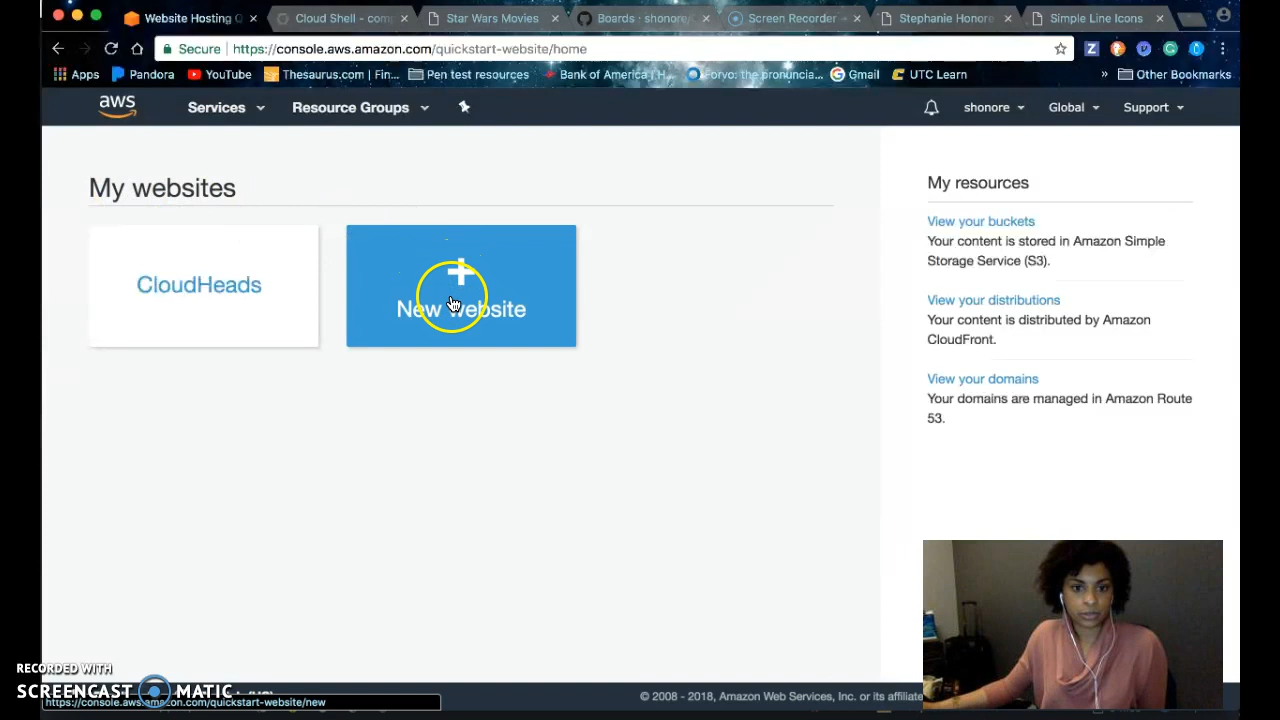 Website Hosting Q
Cloud Shell - com
Star Wars Movies
Boards · shonore/
Screen Recorder
Stephanie Honore
Simple Line Icons
Secure
https://console.aws.amazon.com/quickstart-website/home
Apps
Pandora
YouTube
Thesaurus.com | Fin...
Pen test resources
Bank of America | H...
Forvo: the pronuncia...
Gmail
UTC Learn
»
Other Bookmarks
aws
Services
Resource Groups
shonore
Global
Support
My websites
CloudHeads
New website
My resources
View your buckets
Your content is stored in Amazon Simple
Storage Service (S3).
View your distributions
Your content is distributed by Amazon
CloudFront.
View your domains
Your domains are managed in Amazon Route
53.
RECORDED WITH
SCREENCAST MATIC
© 2008 - 2018, Amazon Web Services, Inc. or its affiliate
https://console.aws.amazon.com/quickstart-website/new